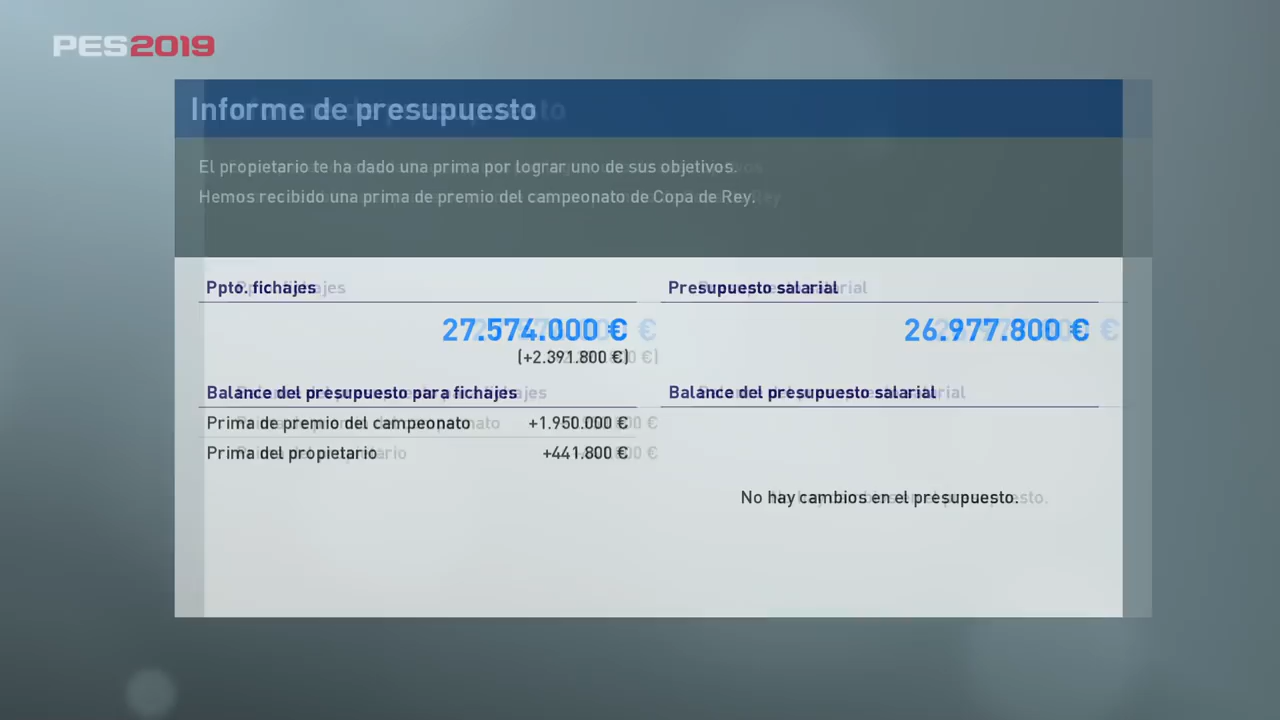 PES2019
Informe de presupuesto
El propietario te ha dado una prima por lograr uno de sus objetivos.
Hemos recibido una prima de premio del campeonato de Copa de Rey.
Ppto. fichajes
27.574.000 €
(+2.391.800 €)
Balance del presupuesto para fichajes
Prima de premio del campeonato +1.950.000 €
Prima del propietario +441.800 €
Presupuesto salarial
26.977.800 €
Balance del presupuesto salarial
No hay cambios en el presupuesto.